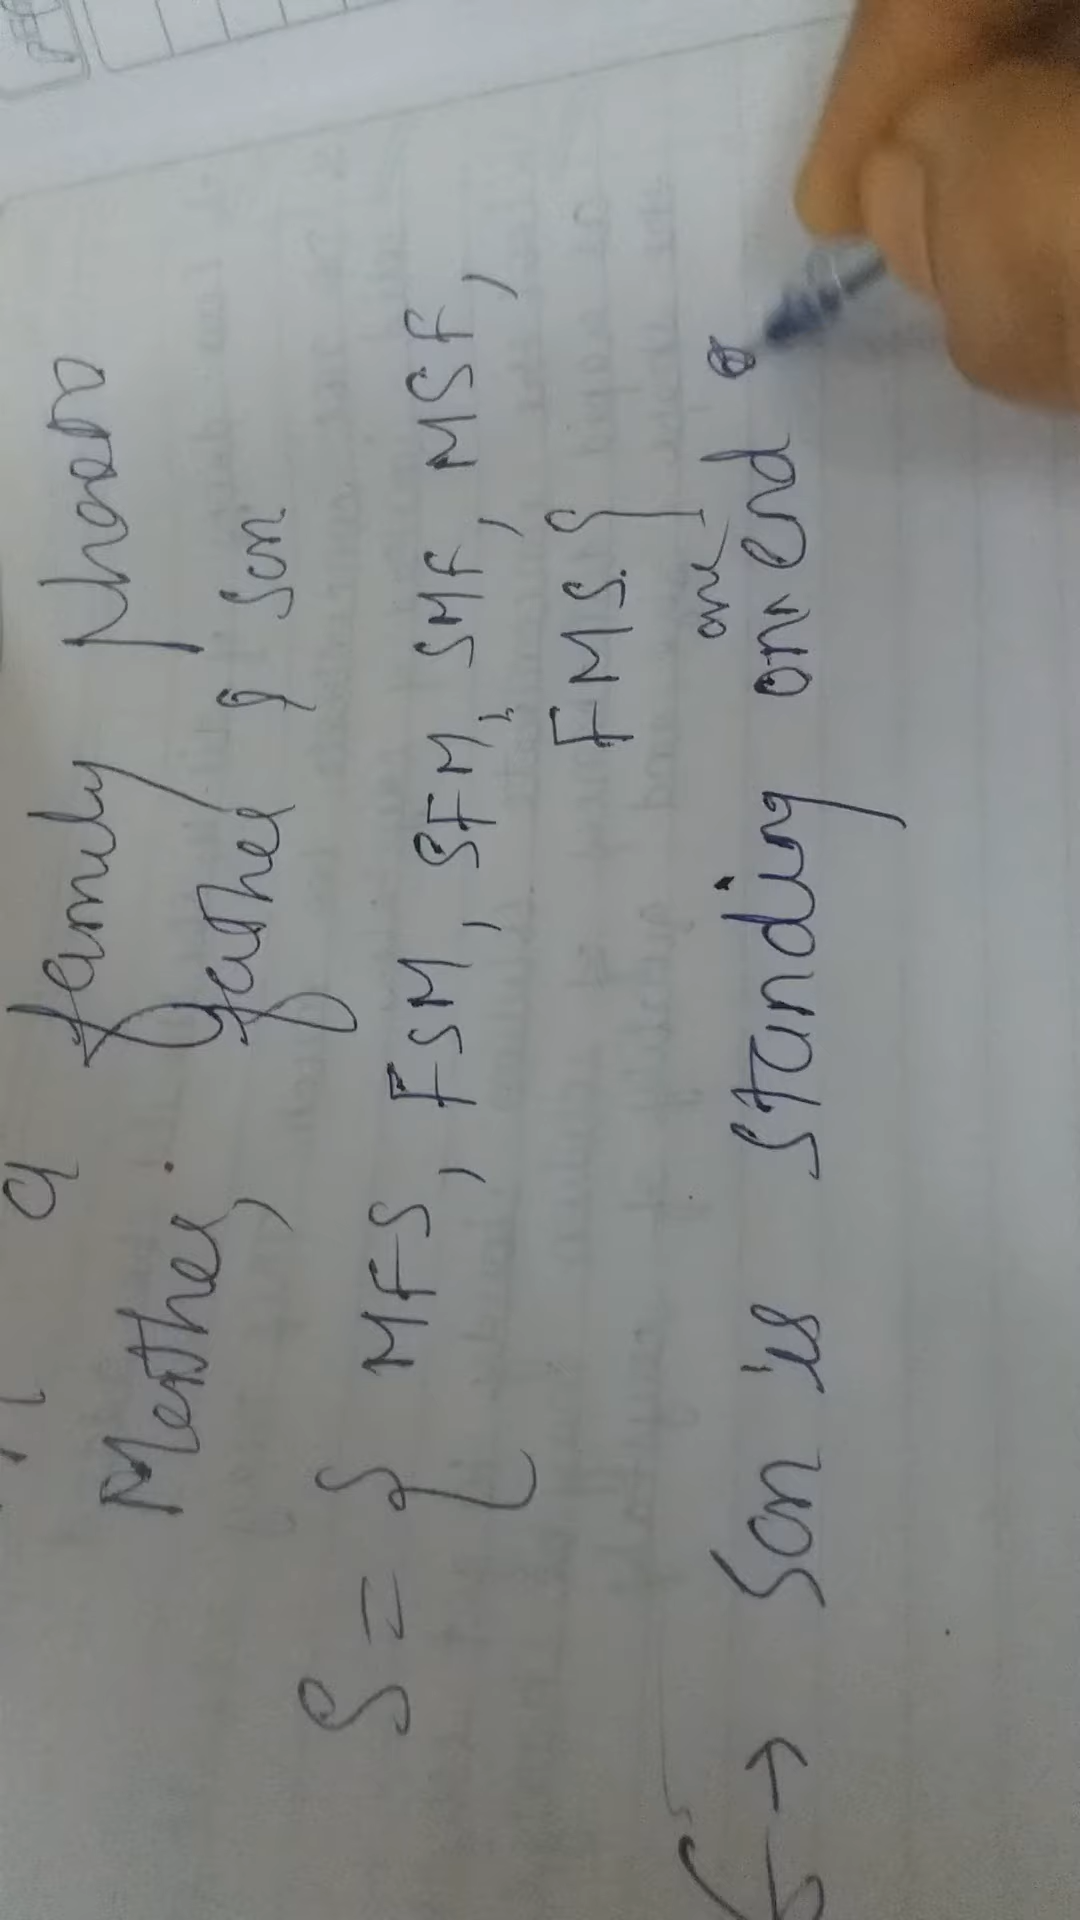 a family
Mother, father & son
S = { MFS, FSM, SFM, SMF, MSF,
FMS }
one
E → Son is standing on end